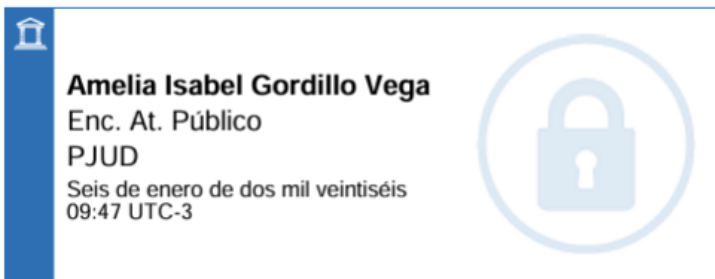 Amelia Isabel Gordillo Vega
Enc. At. Público
PJUD
Seis de enero de dos mil veintiséis
09:47 UTC-3